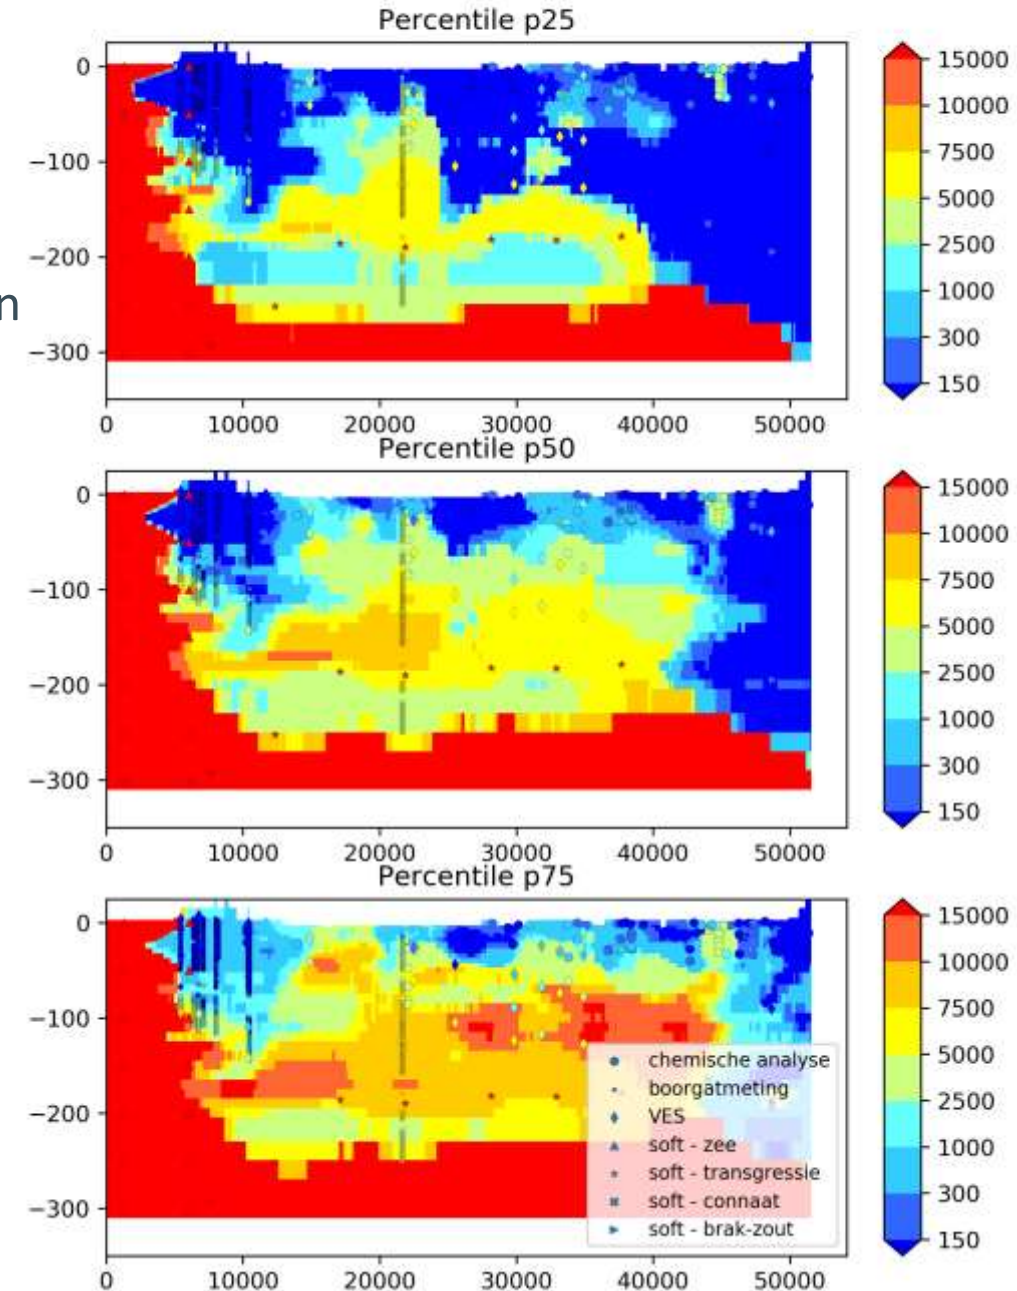 Percentile p25
0
−100
−200
−300
0 10000 20000 30000 40000 50000
15000
10000
7500
5000
2500
1000
300
150
n
Percentile p50
0
−100
−200
−300
0 10000 20000 30000 40000 50000
15000
10000
7500
5000
2500
1000
300
150
Percentile p75
0
−100
−200
−300
0 10000 20000 30000 40000 50000
15000
10000
7500
5000
2500
1000
300
150
chemische analyse
boorgatmeting
VES
soft - zee
soft - transgressie
soft - connaat
soft - brak-zout